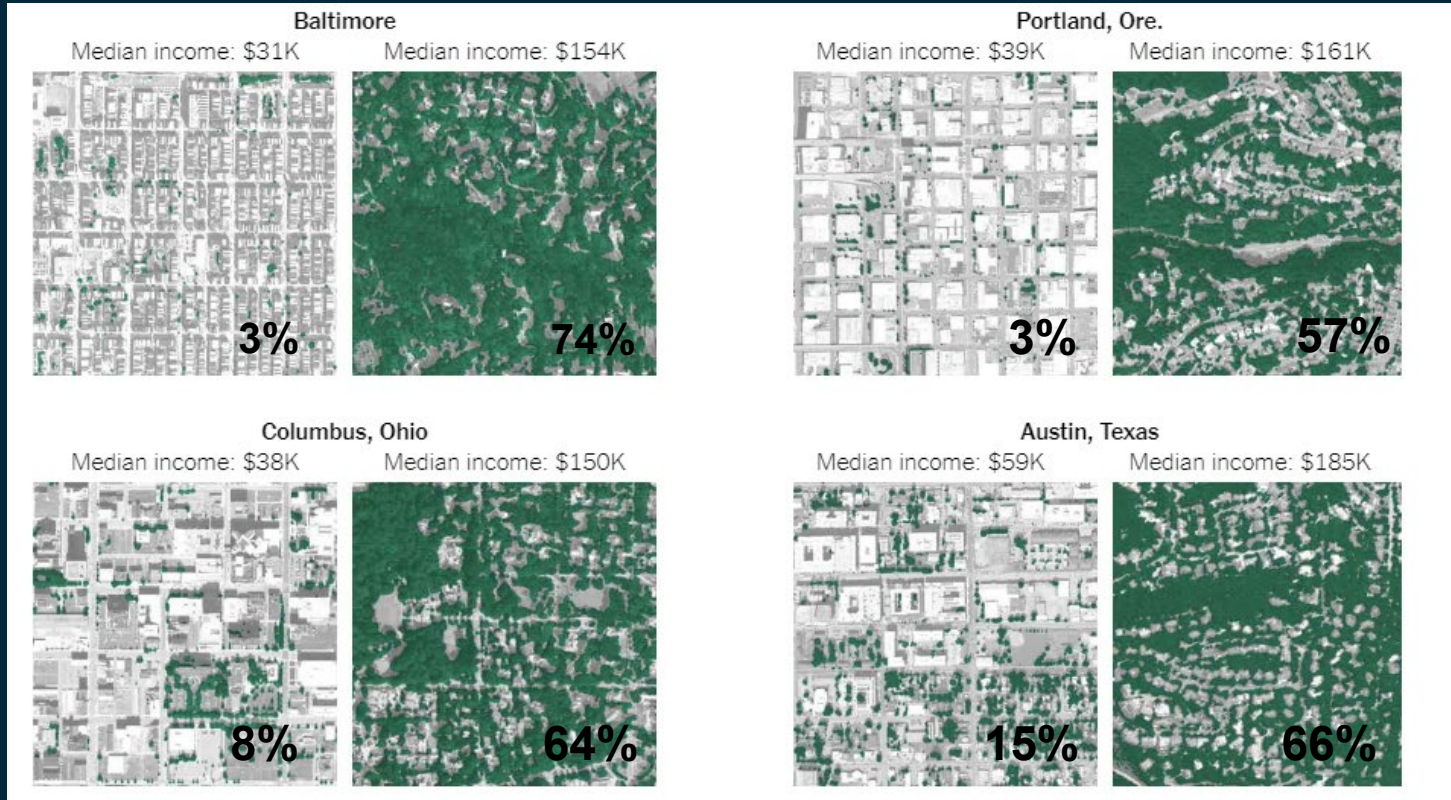 Baltimore
Median income: $31K
Median income: $154K
3%
74%
Portland, Ore.
Median income: $39K
Median income: $161K
3%
57%
Columbus, Ohio
Median income: $38K
Median income: $150K
8%
64%
Austin, Texas
Median income: $59K
Median income: $185K
15%
66%